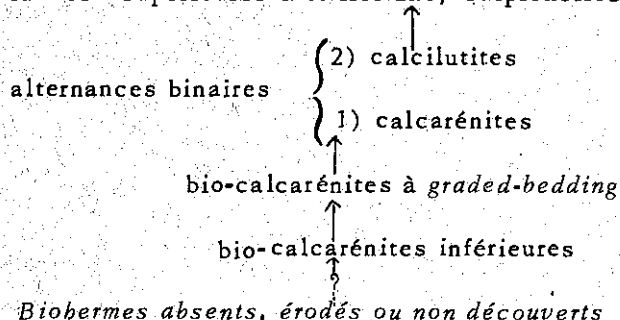 2) calcilutites
alternances binaires
1) calcarénites
bio-calcarénites à graded-bedding
bio-calcarénites inférieures
?
Biohermes absents, érodés ou non découverts